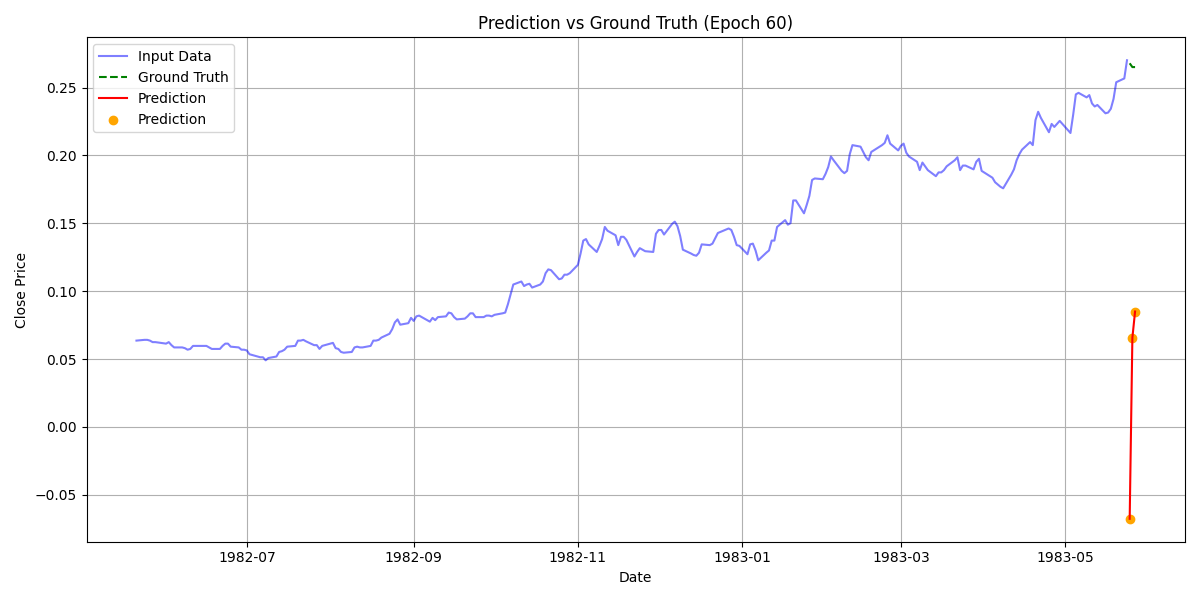 Prediction vs Ground Truth (Epoch 60)
Input Data
Ground Truth
Prediction
Prediction
Close Price
0.25
0.20
0.15
0.10
0.05
0.00
−0.05
1982-07
1982-09
1982-11
1983-01
1983-03
1983-05
Date